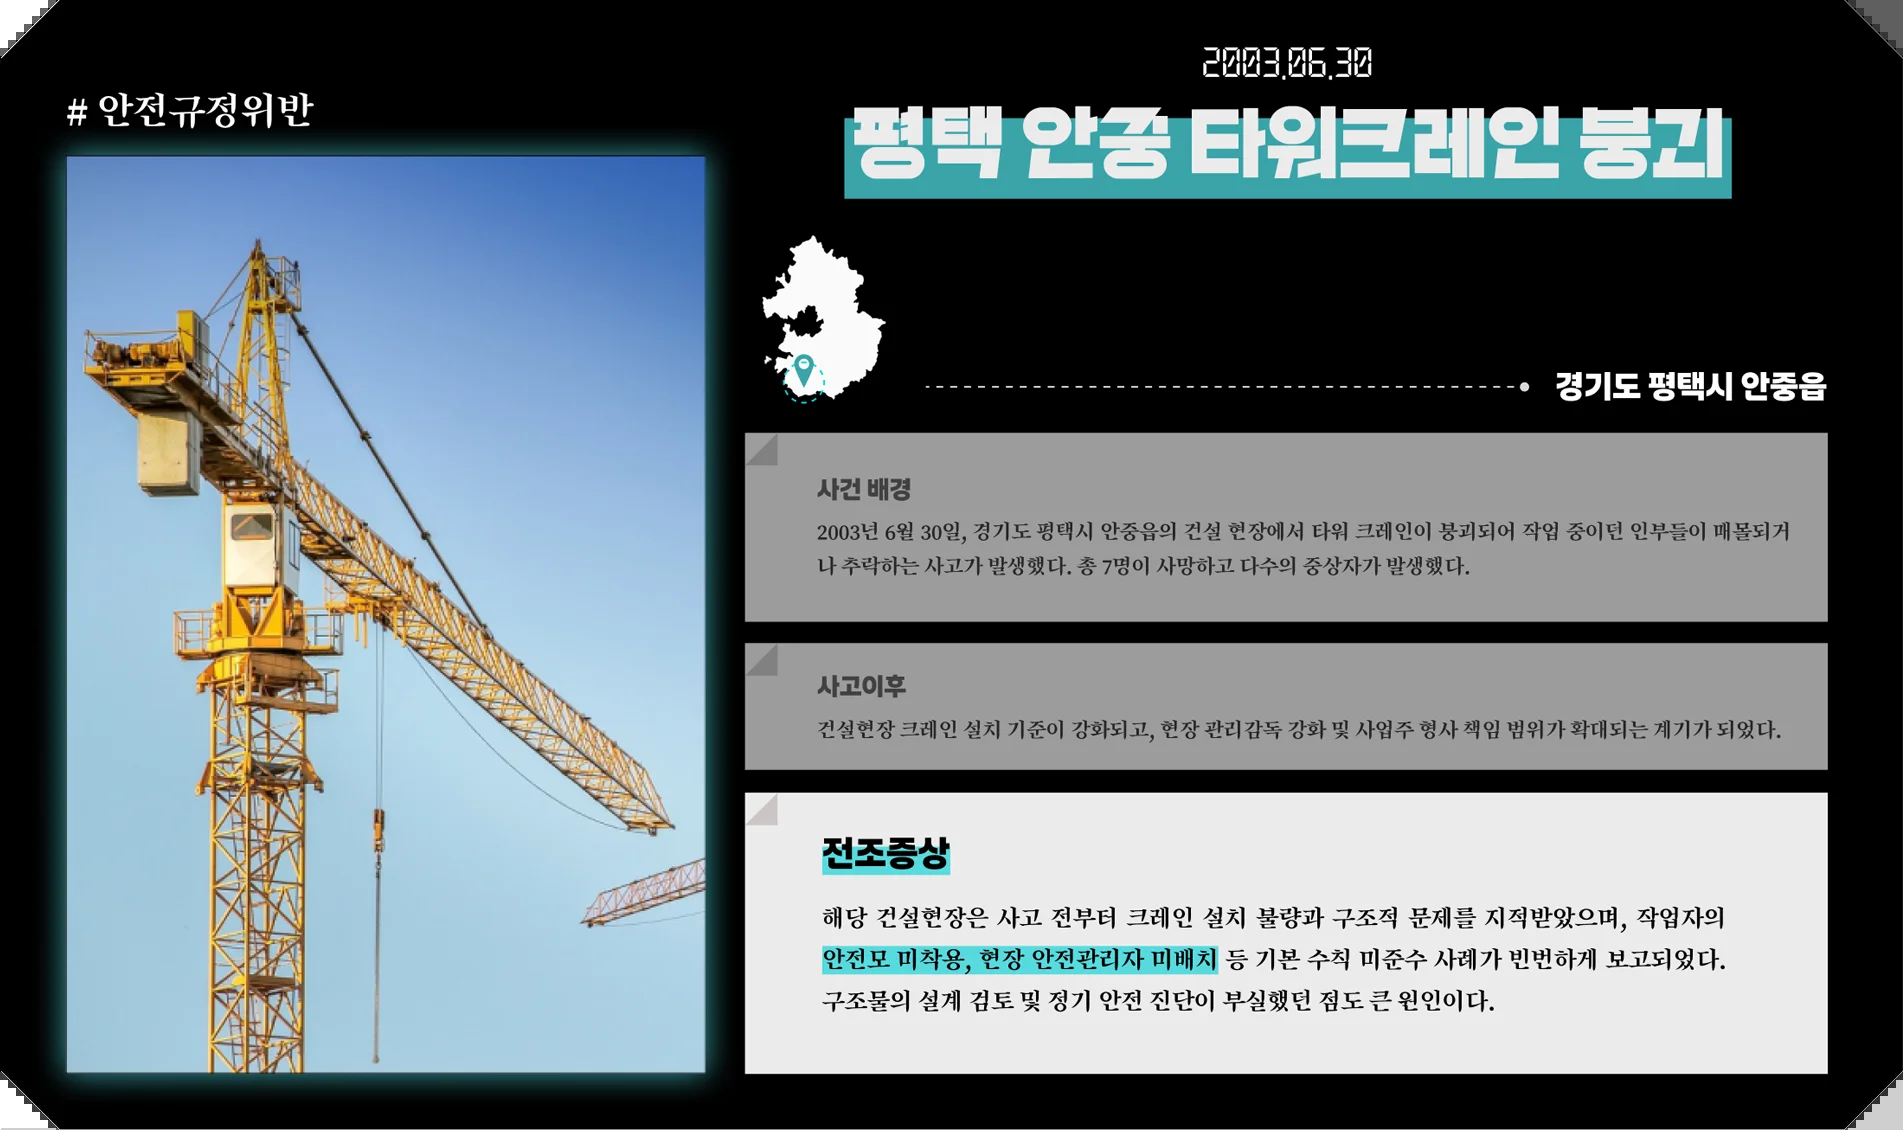 # 안전규정위반
2003.06.30
평택 안중 타워크레인 붕괴
경기도 평택시 안중읍
사건 배경
2003년 6월 30일, 경기도 평택시 안중읍의 건설 현장에서 타워 크레인이 붕괴되어 작업 중이던 인부들이 매몰되거
나 추락하는 사고가 발생했다. 총 7명이 사망하고 다수의 중상자가 발생했다.
사고이후
건설현장 크레인 설치 기준이 강화되고, 현장 관리감독 강화 및 사업주 형사 책임 범위가 확대되는 계기가 되었다.
전조증상
해당 건설현장은 사고 전부터 크레인 설치 불량과 구조적 문제를 지적받았으며, 작업자의
안전모 미착용, 현장 안전관리자 미배치 등 기본 수칙 미준수 사례가 빈번하게 보고되었다.
구조물의 설계 검토 및 정기 안전 진단이 부실했던 점도 큰 원인이다.